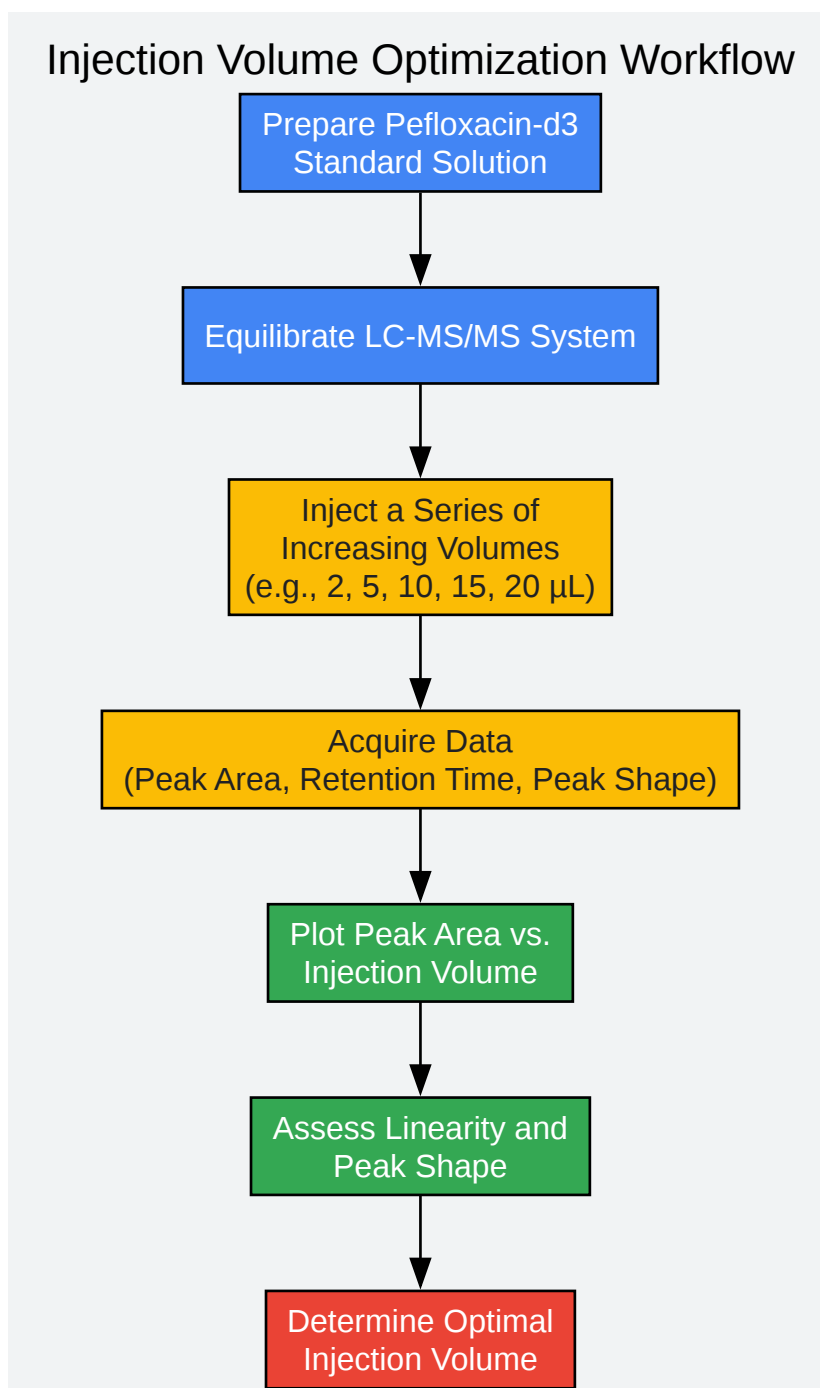 Injection Volume Optimization Workflow
Prepare Pefloxacin-d3
Standard Solution
Equilibrate LC-MS/MS System
Inject a Series of
Increasing Volumes
(e.g., 2, 5, 10, 15, 20 µL)
Acquire Data
(Peak Area, Retention Time, Peak Shape)
Plot Peak Area vs.
Injection Volume
Assess Linearity and
Peak Shape
Determine Optimal
Injection Volume